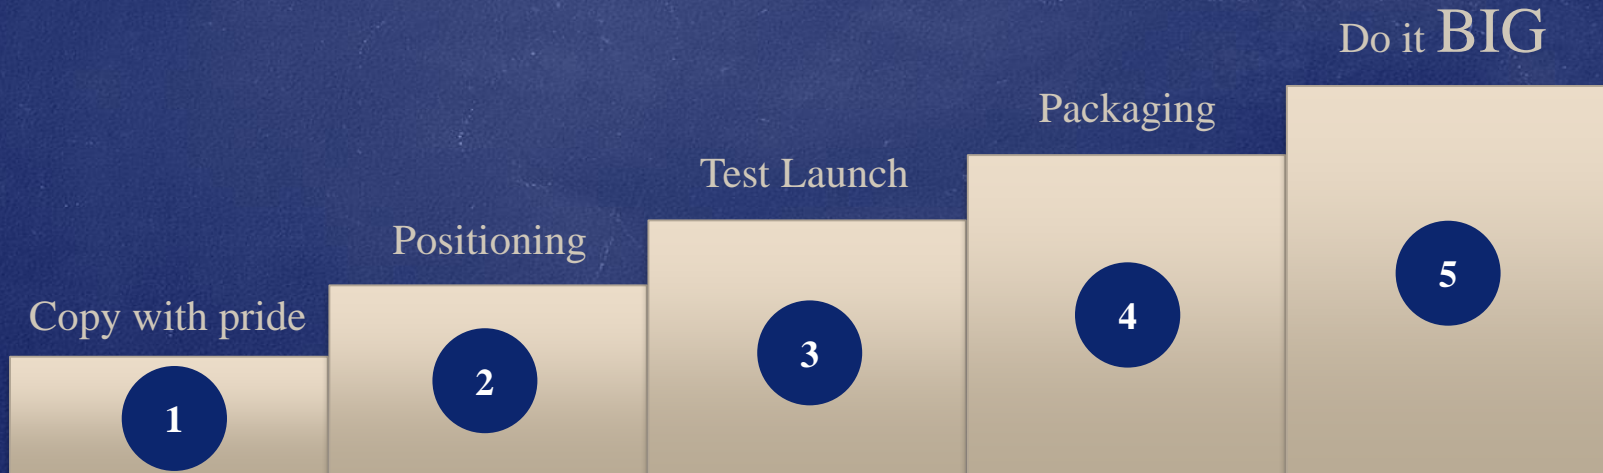 Copy with pride
1
Positioning
2
Test Launch
3
Packaging
4
Do it BIG
5